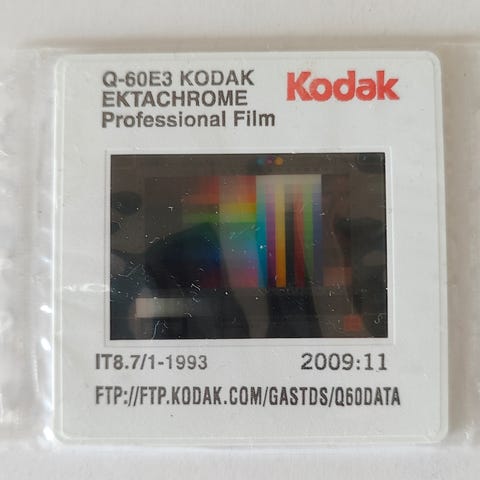 Q-60E3 KODAK
EKTACHROME
Professional Film
Kodak
IT8.7/1-1993
2009:11
FTP://FTP.KODAK.COM/GASTDS/Q60DATA